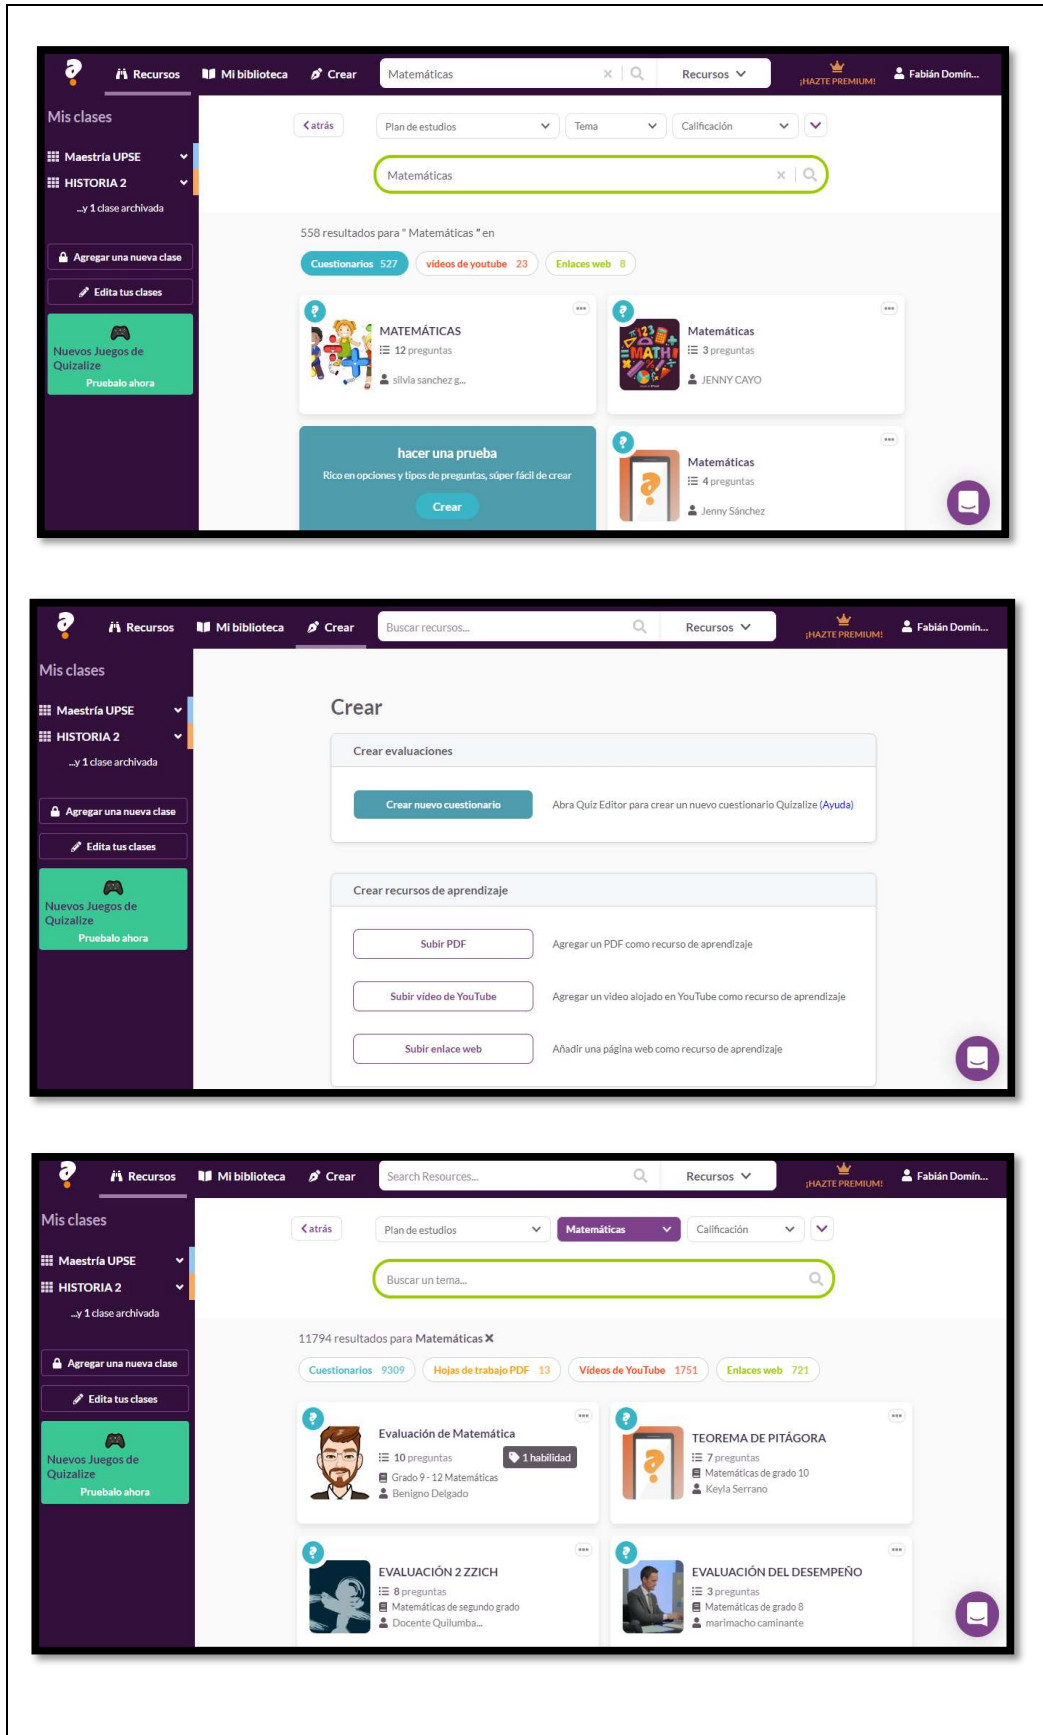 Recursos Mi biblioteca Crear Matemáticas Recursos ¡HAZTE PREMIUM! Fabián Domín...
Mis clases
atrás Plan de estudios Tema Calificación
Maestría UPSE
Matemáticas
HISTORIA 2
...y 1 clase archivada
558 resultados para " Matemáticas " en
Agregar una nueva clase
Cuestionarios 527 vídeos de youtube 23 Enlaces web 8
Edita tus clases
MATEMÁTICAS
12 preguntas
silvia sanchez g...
MATH
Matemáticas
3 preguntas
JENNY CAYO
Nuevos Juegos de
Quizalize
Pruebalo ahora
hacer una prueba
Rico en opciones y tipos de preguntas, súper fácil de crear
Crear
Matemáticas
4 preguntas
Jenny Sánchez
Recursos Mi biblioteca Crear Buscar recursos... Recursos ¡HAZTE PREMIUM! Fabián Domín...
Mis clases
Maestría UPSE
HISTORIA 2
...y 1 clase archivada
Agregar una nueva clase
Edita tus clases
Nuevos Juegos de
Quizalize
Pruebalo ahora
Crear
Crear evaluaciones
Crear nuevo cuestionario Abra Quiz Editor para crear un nuevo cuestionario Quizalize (Ayuda)
Crear recursos de aprendizaje
Subir PDF Agregar un PDF como recurso de aprendizaje
Subir vídeo de YouTube Agregar un video alojado en YouTube como recurso de aprendizaje
Subir enlace web Añadir una página web como recurso de aprendizaje
Recursos Mi biblioteca Crear Search Resources... Recursos ¡HAZTE PREMIUM! Fabián Domín...
Mis clases
atrás Plan de estudios Matemáticas Calificación
Maestría UPSE
Buscar un tema...
HISTORIA 2
...y 1 clase archivada
11794 resultados para Matemáticas
Agregar una nueva clase
Cuestionarios 9309 Hojas de trabajo PDF 13 Vídeos de YouTube 1751 Enlaces web 721
Edita tus clases
Nuevos Juegos de
Quizalize
Pruebalo ahora
Evaluación de Matemática
10 preguntas 1 habilidad
Grado 9 - 12 Matemáticas
Benigno Delgado
TEOREMA DE PITÁGORA
7 preguntas
Matemáticas de grado 10
Keyla Serrano
EVALUACIÓN 2 ZZICH
8 preguntas
Matemáticas de segundo grado
Docente Quilumba...
EVALUACIÓN DEL DESEMPEÑO
3 preguntas
Matemáticas de grado 8
marimacho caminante